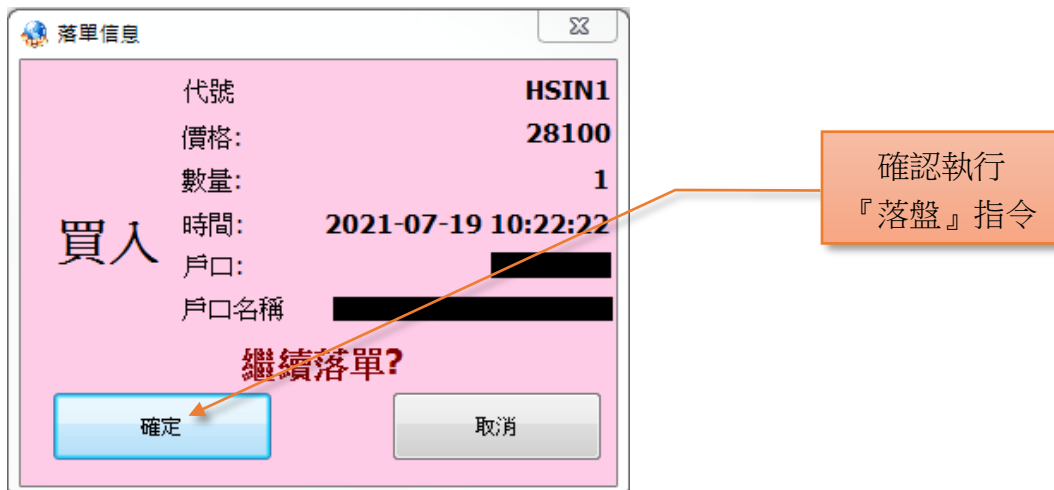 落單信息
代號 HSIN1
價格: 28100
數量: 1
買入
時間: 2021-07-19 10:22:22
戶口:
戶口名稱
繼續落單?
確定 取消
確認執行
『落盤』指令